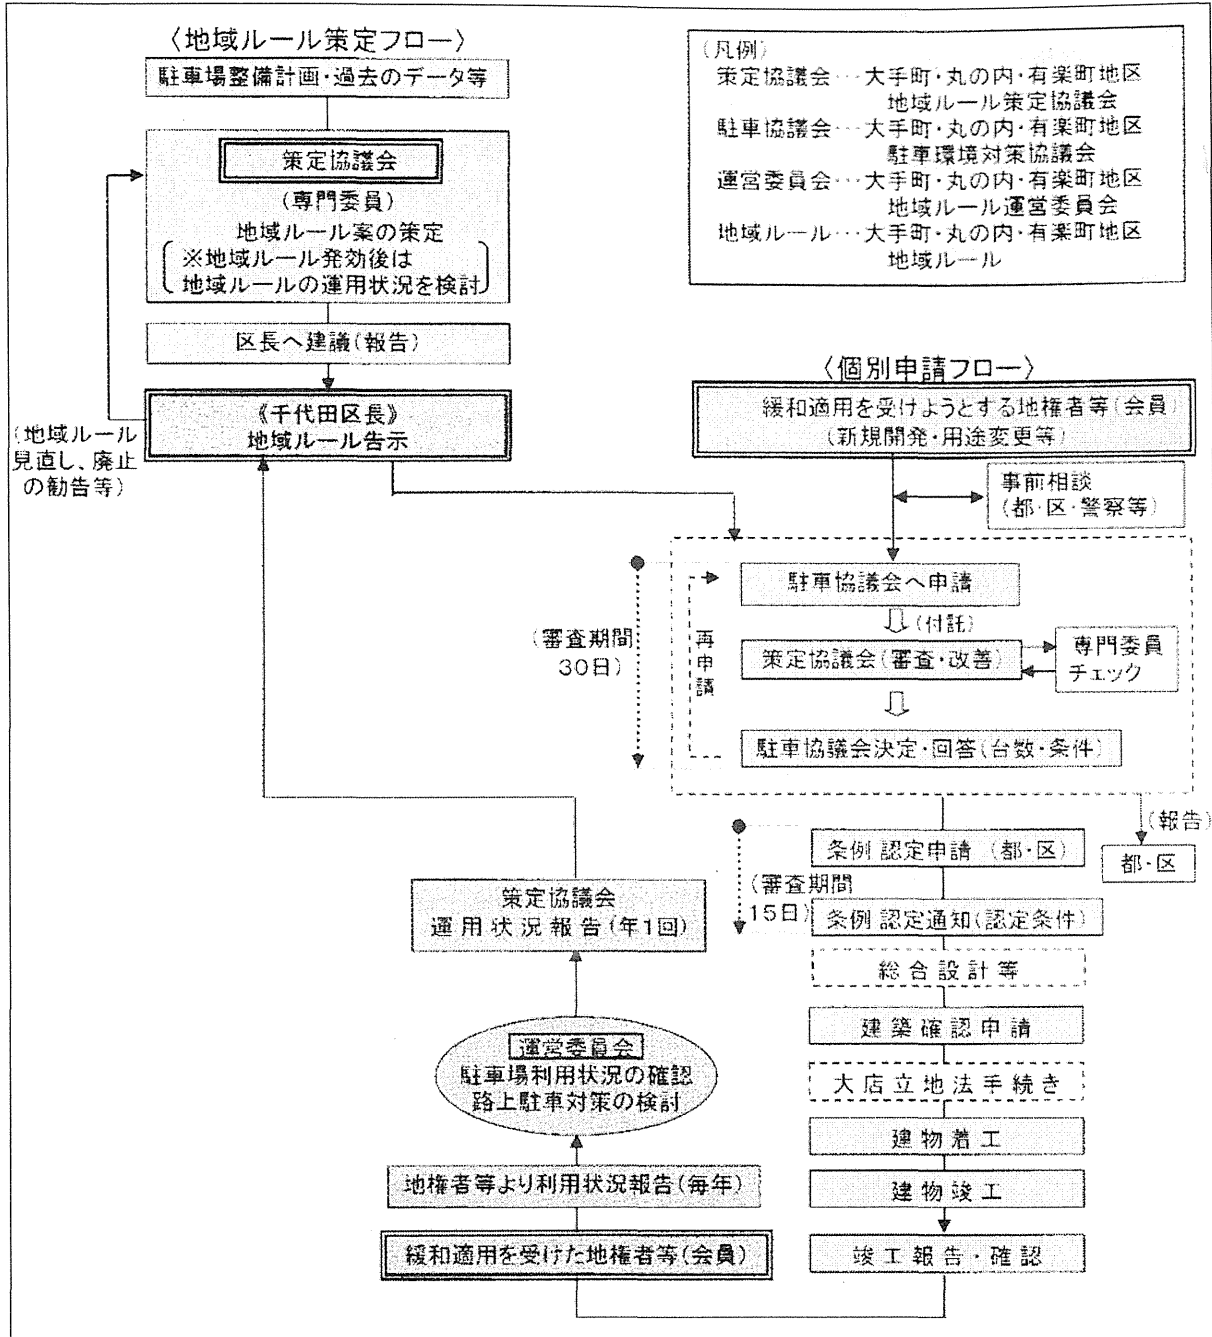 〈地域ルール策定フロー〉
駐車場整備計画・過去のデータ等
策定協議会
(専門委員)
地域ルール案の策定
※地域ルール発効後は
地域ルールの運用状況を検討
区長へ建議(報告)
《千代田区長》
地域ルール告示
(地域ルール
見直し、廃止
の勧告等)
(凡例)
策定協議会…大手町・丸の内・有楽町地区
地域ルール策定協議会
駐車協議会…大手町・丸の内・有楽町地区
駐車環境対策協議会
運営委員会…大手町・丸の内・有楽町地区
地域ルール運営委員会
地域ルール…大手町・丸の内・有楽町地区
地域ルール
〈個別申請フロー〉
緩和適用を受けようとする地権者等(会員)
(新規開発・用途変更等)
事前相談
(都・区・警察等)
駐車協議会へ申請
(付託)
(審査期間
30日)
再申請
策定協議会(審査・改善)
専門委員
チェック
駐車協議会決定・回答(台数・条件)
(報告)
都・区
条例 認定申請 (都・区)
(審査期間
15日)
条例 認定通知(認定条件)
総合設計等
建築確認申請
大店立地法手続き
建物着工
建物竣工
竣工報告・確認
策定協議会
運用状況報告(年1回)
運営委員会
駐車場利用状況の確認
路上駐車対策の検討
地権者等より利用状況報告(毎年)
緩和適用を受けた地権者等(会員)